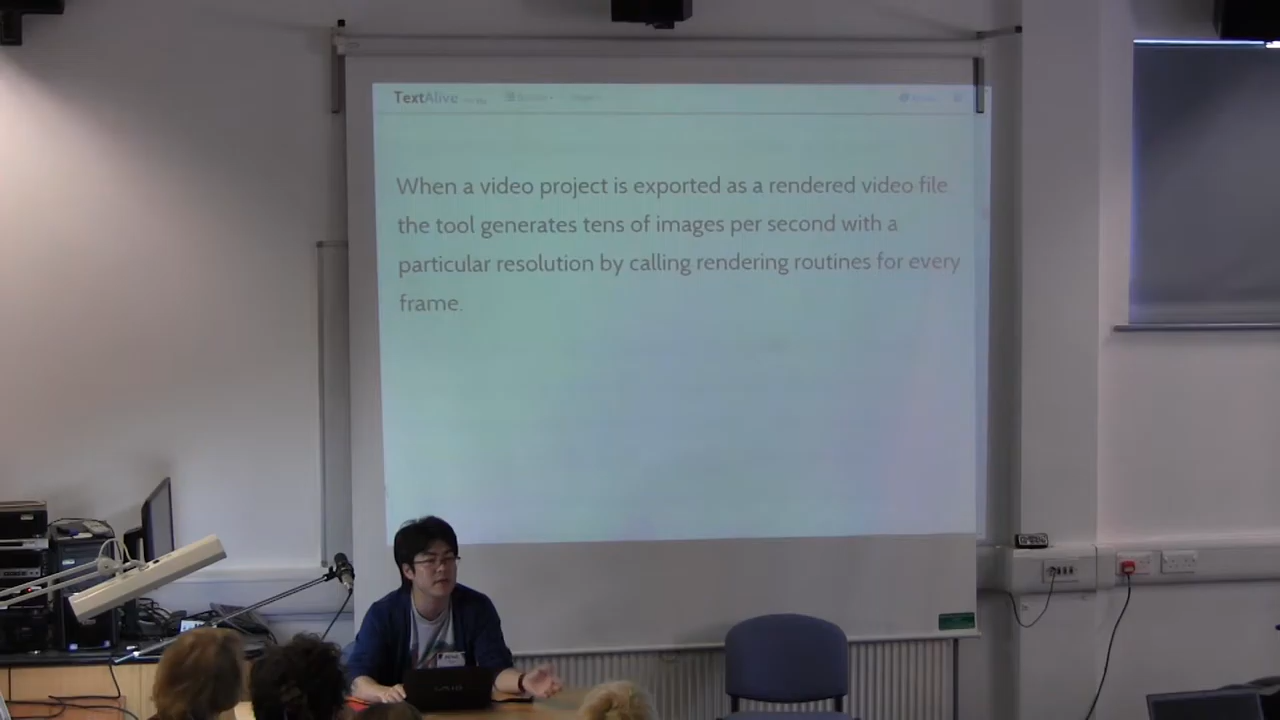 TextAlive
When a video project is exported as a rendered video file
the tool generates tens of images per second with a
particular resolution by calling rendering routines for every
frame.
VAIO